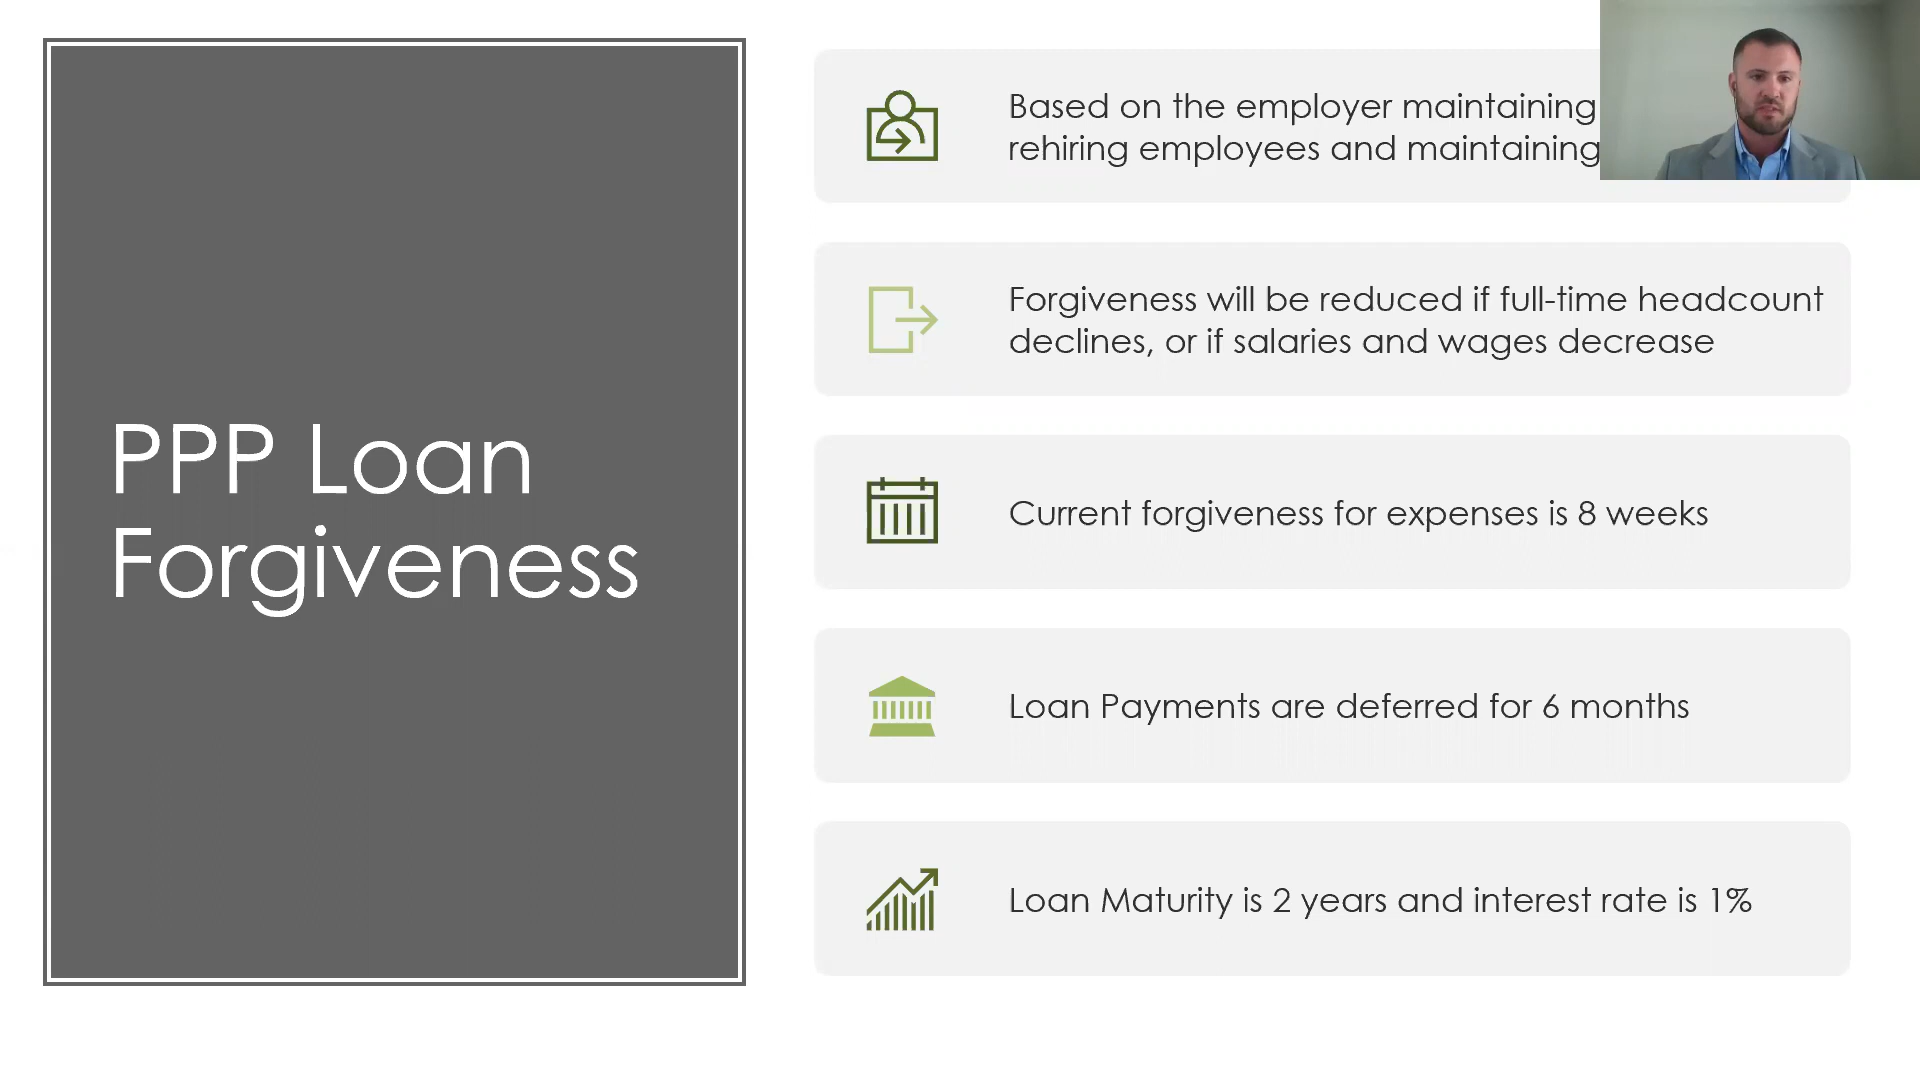 PPP Loan
Forgiveness
Based on the employer maintaining
rehiring employees and maintaining
Forgiveness will be reduced if full-time headcount
declines, or if salaries and wages decrease
Current forgiveness for expenses is 8 weeks
Loan Payments are deferred for 6 months
Loan Maturity is 2 years and interest rate is 1%